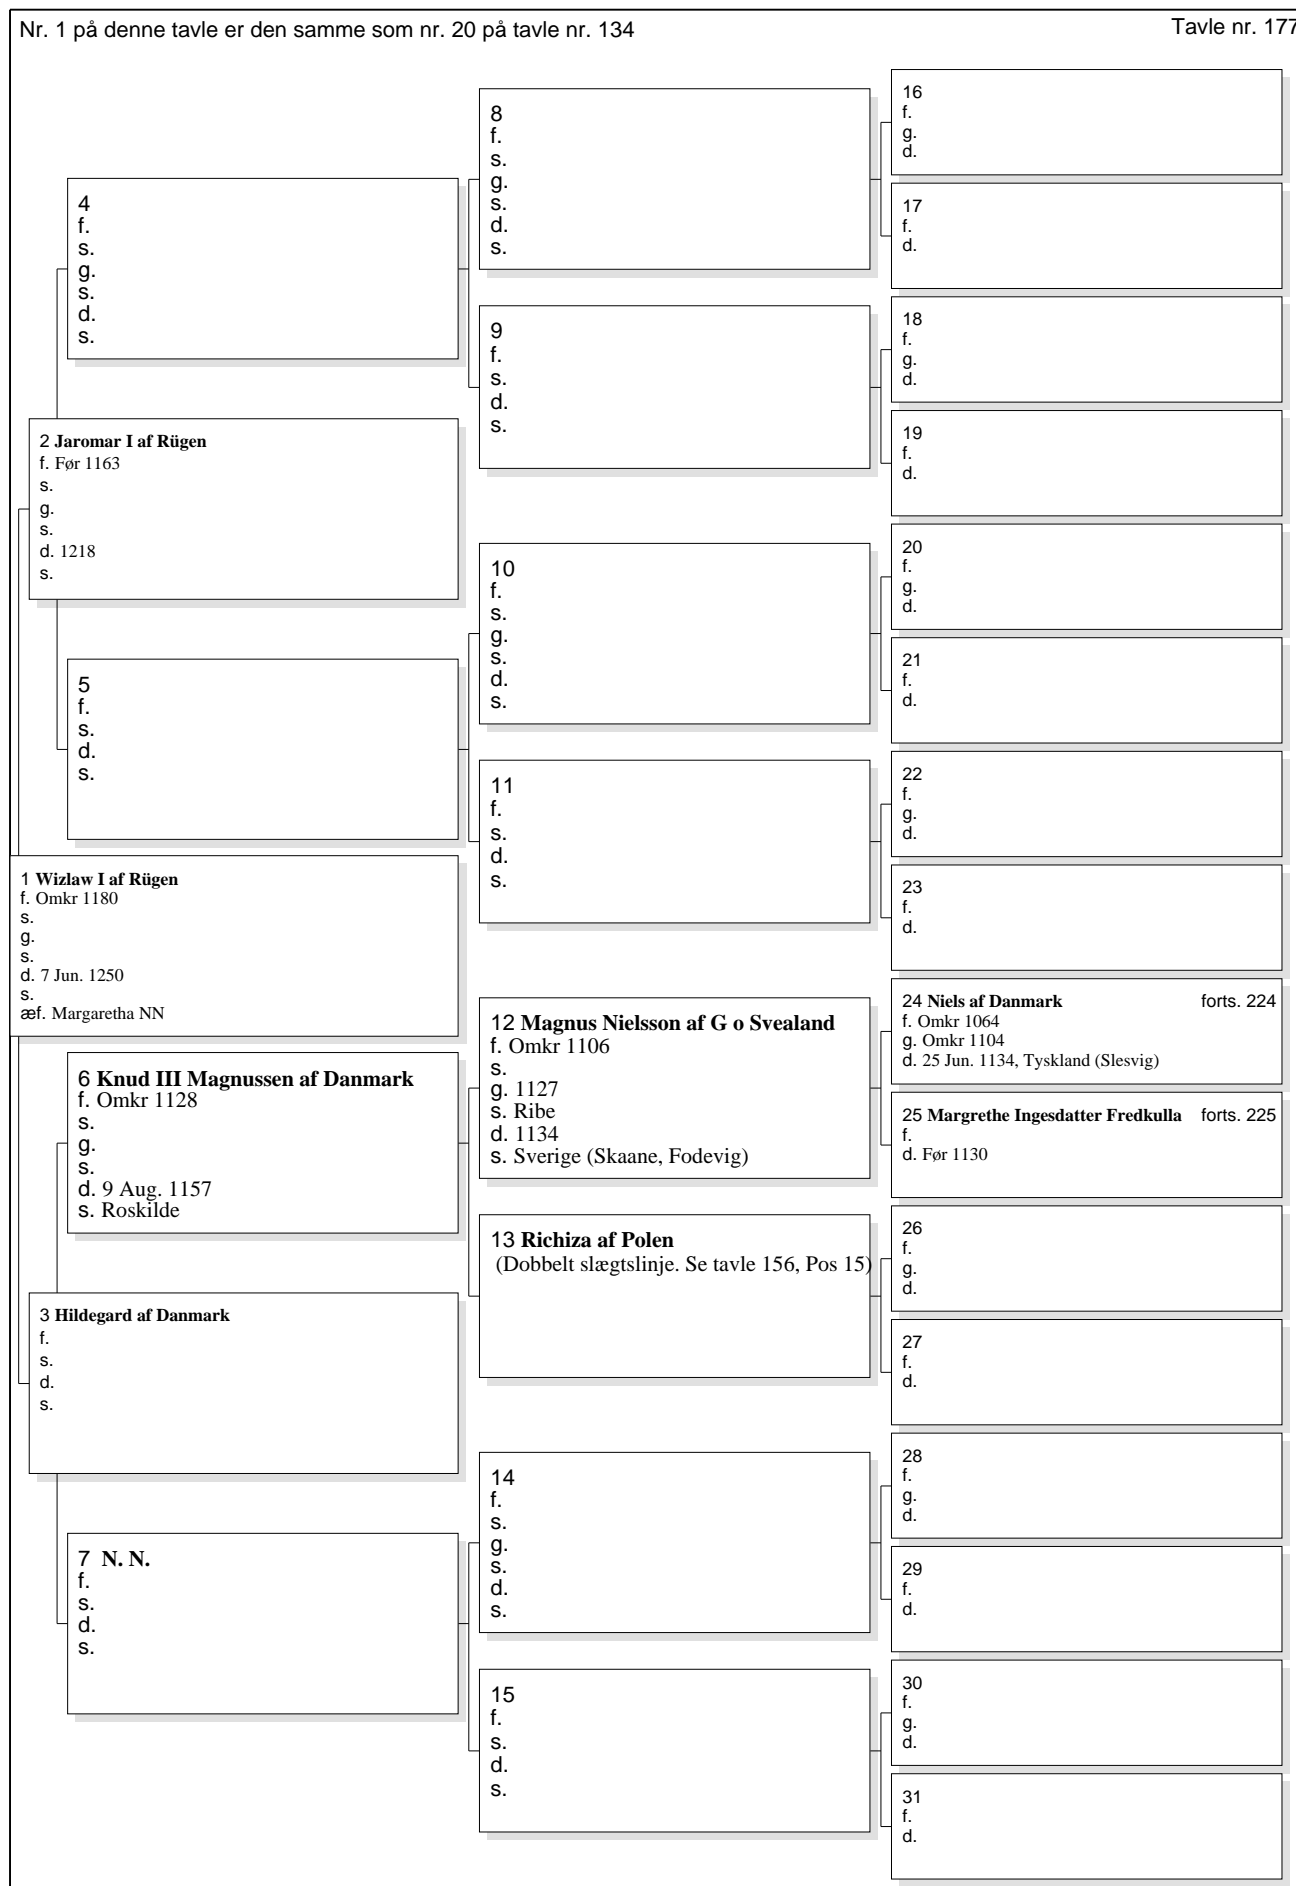 Nr. 1 på denne tavle er den samme som nr. 20 på tavle nr. 134
Tavle nr. 177
4
f.
s.
g.
s.
d.
s.
2 Jaromar I af Rügen
f. Før 1163
s.
g.
s.
d. 1218
s.
5
f.
s.
d.
s.
1 Wizlaw I af Rügen
f. Omkr 1180
s.
g.
s.
d. 7 Jun. 1250
s.
æf. Margaretha NN
6 Knud III Magnussen af Danmark
f. Omkr 1128
s.
g.
s.
d. 9 Aug. 1157
s. Roskilde
3 Hildegard af Danmark
f.
s.
d.
s.
7 N. N.
f.
s.
d.
s.
8
f.
s.
g.
s.
d.
s.
9
f.
s.
d.
s.
10
f.
s.
g.
s.
d.
s.
11
f.
s.
d.
s.
12 Magnus Nielsson af G o Svealand
f. Omkr 1106
s.
g. 1127
s. Ribe
d. 1134
s. Sverige (Skaane, Fodevig)
13 Richiza af Polen
(Dobbelt slægtslinje. Se tavle 156, Pos 15)
14
f.
s.
g.
s.
d.
s.
15
f.
s.
d.
s.
16
f.
g.
d.
17
f.
d.
18
f.
g.
d.
19
f.
d.
20
f.
g.
d.
21
f.
d.
22
f.
g.
d.
23
f.
d.
24 Niels af Danmark forts. 224
f. Omkr 1064
g. Omkr 1104
d. 25 Jun. 1134, Tyskland (Slesvig)
25 Margrethe Ingesdatter Fredkulla forts. 225
f.
d. Før 1130
26
f.
g.
d.
27
f.
d.
28
f.
g.
d.
29
f.
d.
30
f.
g.
d.
31
f.
d.